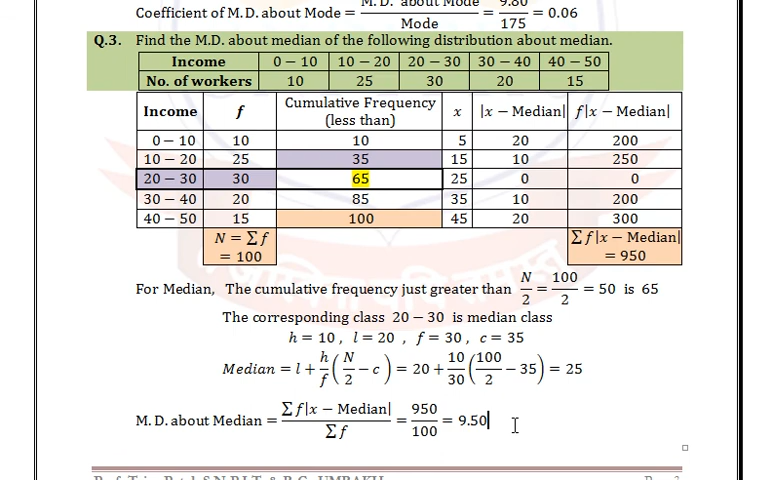 M. D. about Mode 9.80
Coefficient of M. D. about Mode = ――― = ――― = 0.06
Mode 175
Q.3. Find the M.D. about median of the following distribution about median.
Income 0 – 10 10 – 20 20 – 30 30 – 40 40 – 50
No. of workers 10 25 30 20 15
Income f Cumulative Frequency (less than) x |x – Median| f|x – Median|
0 – 10 10 10 5 20 200
10 – 20 25 35 15 10 250
20 – 30 30 65 25 0 0
30 – 40 20 85 35 10 200
40 – 50 15 100 45 20 300
N = ∑ f ∑ f|x – Median|
= 100 = 950
For Median, The cumulative frequency just greater than N/2 = 100/2 = 50 is 65
The corresponding class 20 – 30 is median class
h = 10 , l = 20 , f = 30 , c = 35
Median = l + h/f (N/2 – c) = 20 + 10/30 (100/2 – 35) = 25
M. D. about Median = ∑ f|x – Median| / ∑ f = 950/100 = 9.50